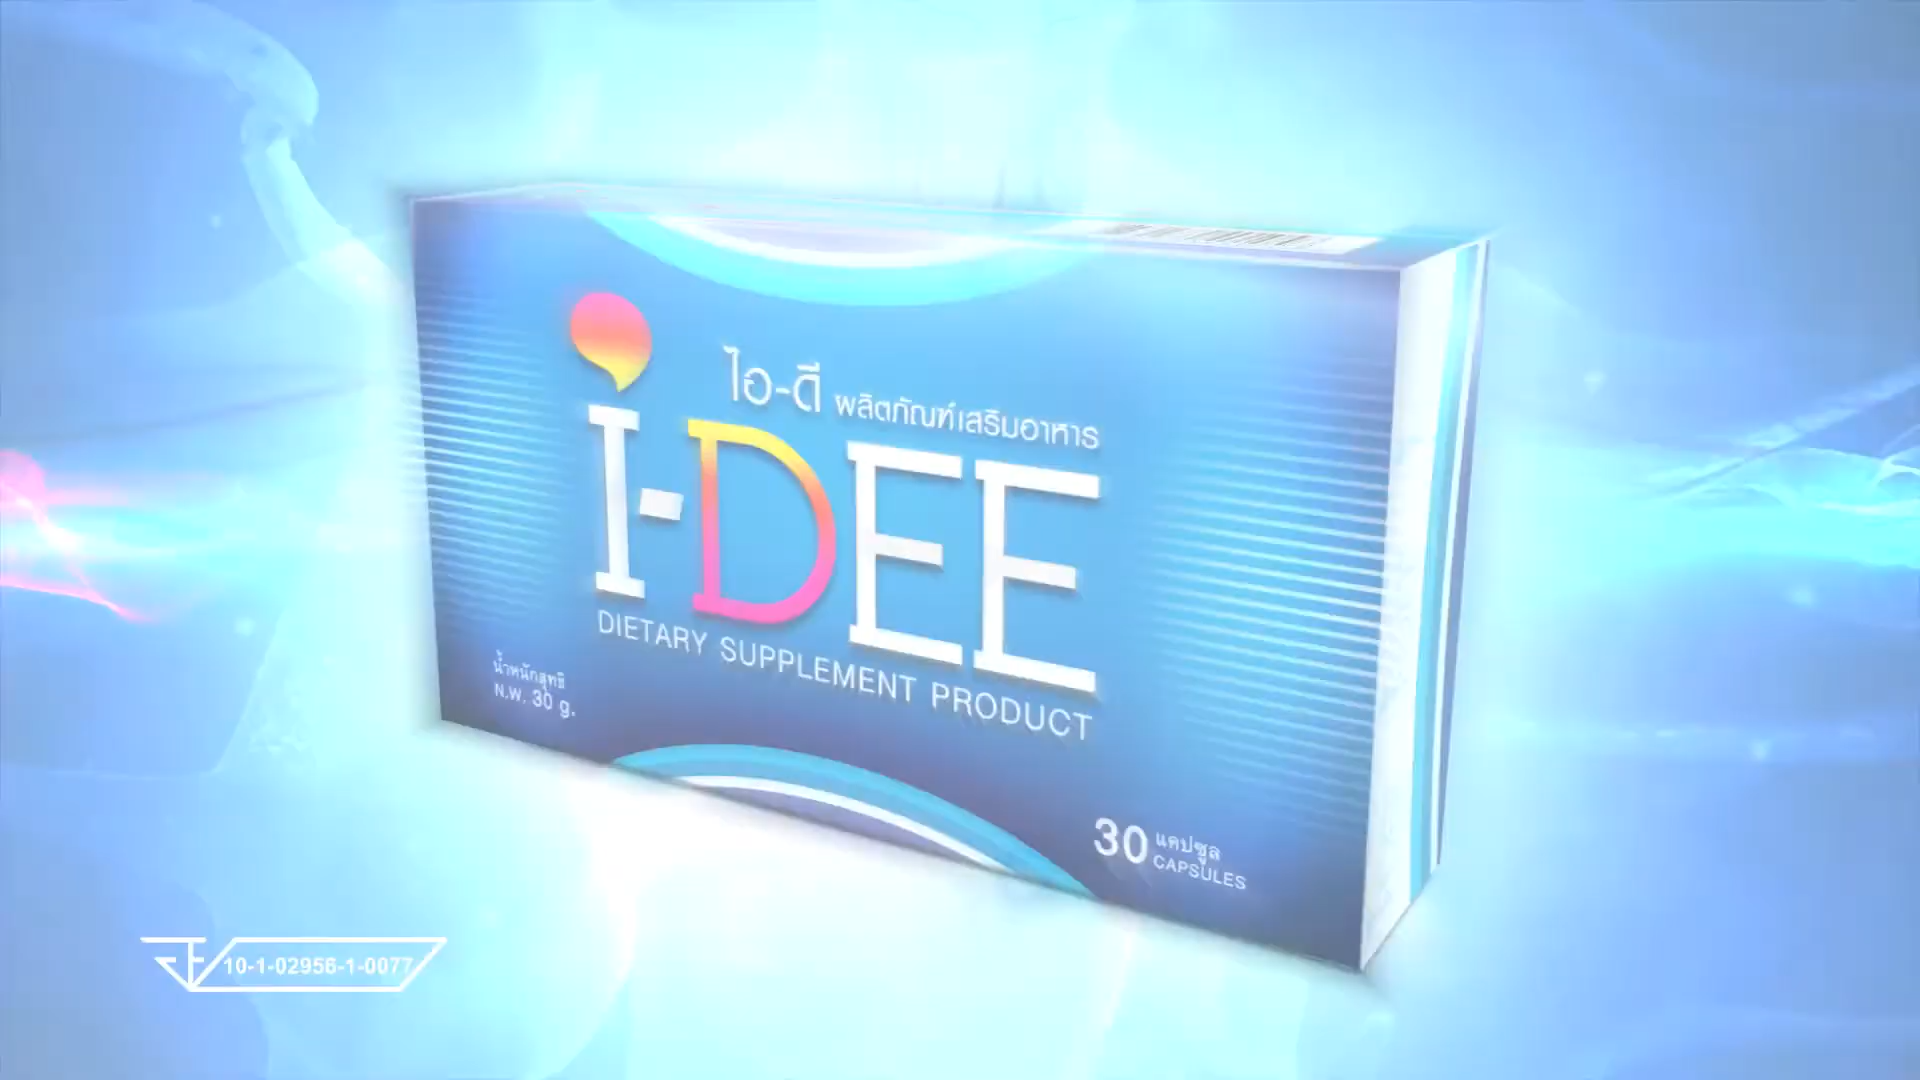 ไอ-ดี ผลิตภัณฑ์เสริมอาหาร
i-DEE
DIETARY SUPPLEMENT PRODUCT
น้ำหนักสุทธิ
N.W. 30 g.
30 แคปซูล
CAPSULES
10-1-02956-1-0077